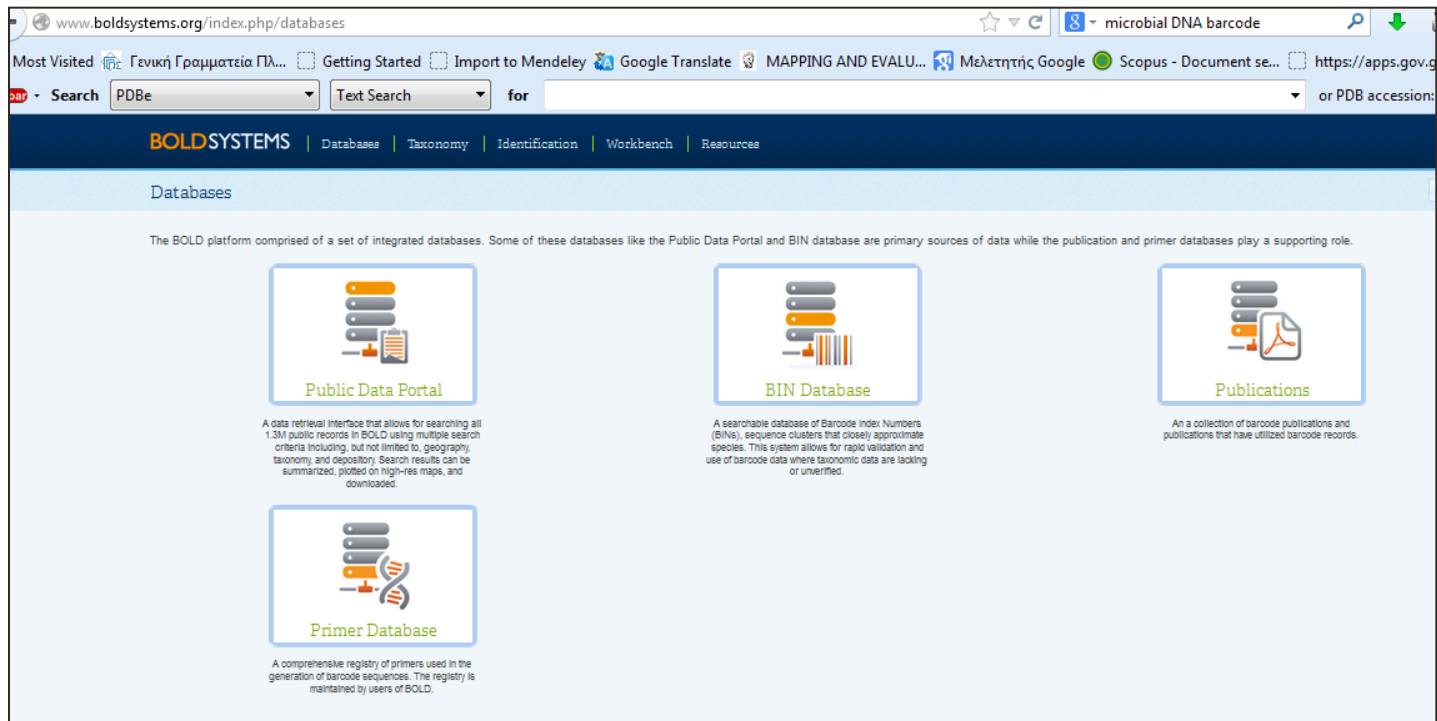 www.boldsystems.org/index.php/databases
microbial DNA barcode
Most Visited Γενική Γραμματεία Πλ... Getting Started Import to Mendeley Google Translate MAPPING AND EVALU... Μελετητής Google Scopus - Document se... https://apps.gov.g
Search PDBe Text Search for or PDB accession:
BOLDSYSTEMS | Databases | Taxonomy | Identification | Workbench | Resources
Databases
The BOLD platform comprised of a set of integrated databases. Some of these databases like the Public Data Portal and BIN database are primary sources of data while the publication and primer databases play a supporting role.
Public Data Portal
A data retrieval interface that allows for searching all
1.3M public records in BOLD using multiple search
criteria including, but not limited to, geography,
taxonomy, and depository. Search results can be
summarized, plotted on high-res maps, and
downloaded.
BIN Database
A searchable database of Barcode Index Numbers
(BINs), sequence clusters that closely approximate
species. This system allows for rapid validation and
use of barcode data where taxonomic data are lacking
or unverified.
Publications
An a collection of barcode publications and
publications that have utilized barcode records.
Primer Database
A comprehensive registry of primers used in the
generation of barcode sequences. The registry is
maintained by users of BOLD.